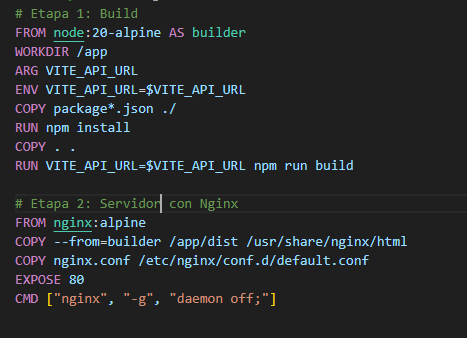 # Etapa 1: Build
FROM node:20-alpine AS builder
WORKDIR /app
ARG VITE_API_URL
ENV VITE_API_URL=$VITE_API_URL
COPY package*.json ./
RUN npm install
COPY . .
RUN VITE_API_URL=$VITE_API_URL npm run build

# Etapa 2: Servidor con Nginx
FROM nginx:alpine
COPY --from=builder /app/dist /usr/share/nginx/html
COPY nginx.conf /etc/nginx/conf.d/default.conf
EXPOSE 80
CMD ["nginx", "-g", "daemon off;"]